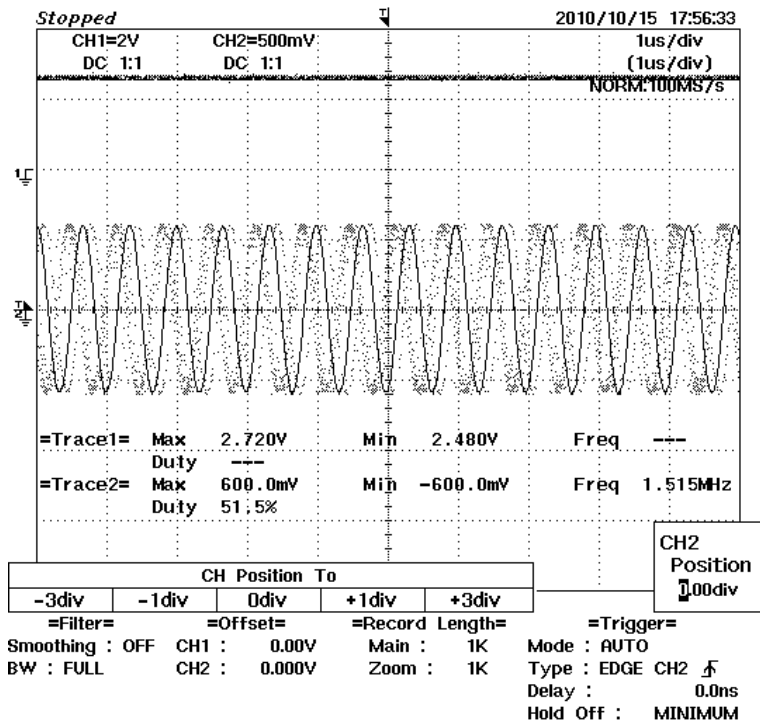 Stopped 2010/10/15 17:56:33
CH1=2V CH2=500mV 1us/div
DC 1:1 DC 1:1 (1us/div)
NORM:100MS/s
=Trace1= Max 2.720V Min 2.480V Freq ---
Duty ---
=Trace2= Max 600.0mV Min -600.0mV Freq 1.515MHz
Duty 51.5%
CH2
Position
0.00div
CH Position To
-3div -1div 0div +1div +3div
=Filter= =Offset= =Record Length= =Trigger=
Smoothing : OFF CH1 : 0.00V Main : 1K Mode : AUTO
BW : FULL CH2 : 0.000V Zoom : 1K Type : EDGE CH2
Delay : 0.0ns
Hold Off : MINIMUM